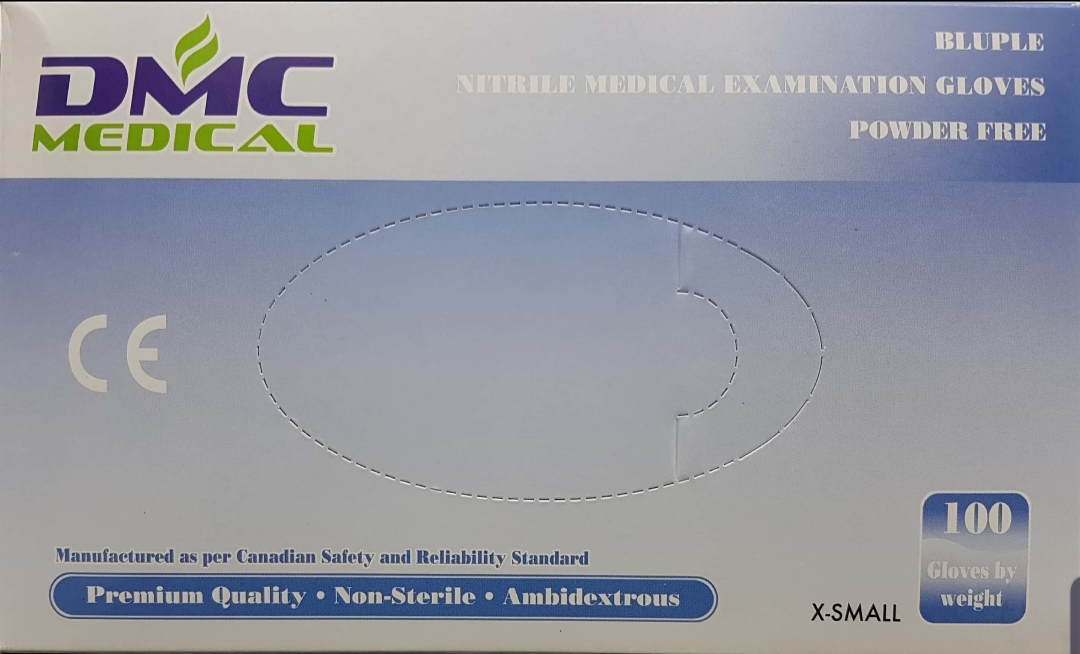 DMC
MEDICAL
BLUPLE
NITRILE MEDICAL EXAMINATION GLOVES
POWDER FREE
CE
Manufactured as per Canadian Safety and Reliability Standard
Premium Quality • Non-Sterile • Ambidextrous
X-SMALL
100
Gloves by
weight